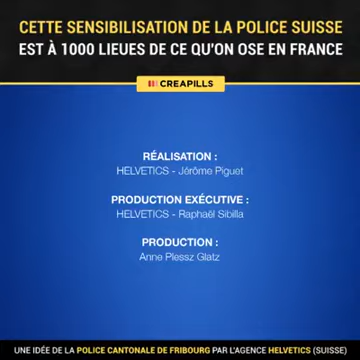 CETTE SENSIBILISATION DE LA POLICE SUISSE
EST À 1000 LIEUES DE CE QU'ON OSE EN FRANCE
CREAPILLS
RÉALISATION :
HELVETICS - Jérôme Piguet
PRODUCTION EXÉCUTIVE :
HELVETICS - Raphaël Sibilla
PRODUCTION :
Anne Plessz Glatz
UNE IDÉE DE LA POLICE CANTONALE DE FRIBOURG PAR L'AGENCE HELVETICS (SUISSE)